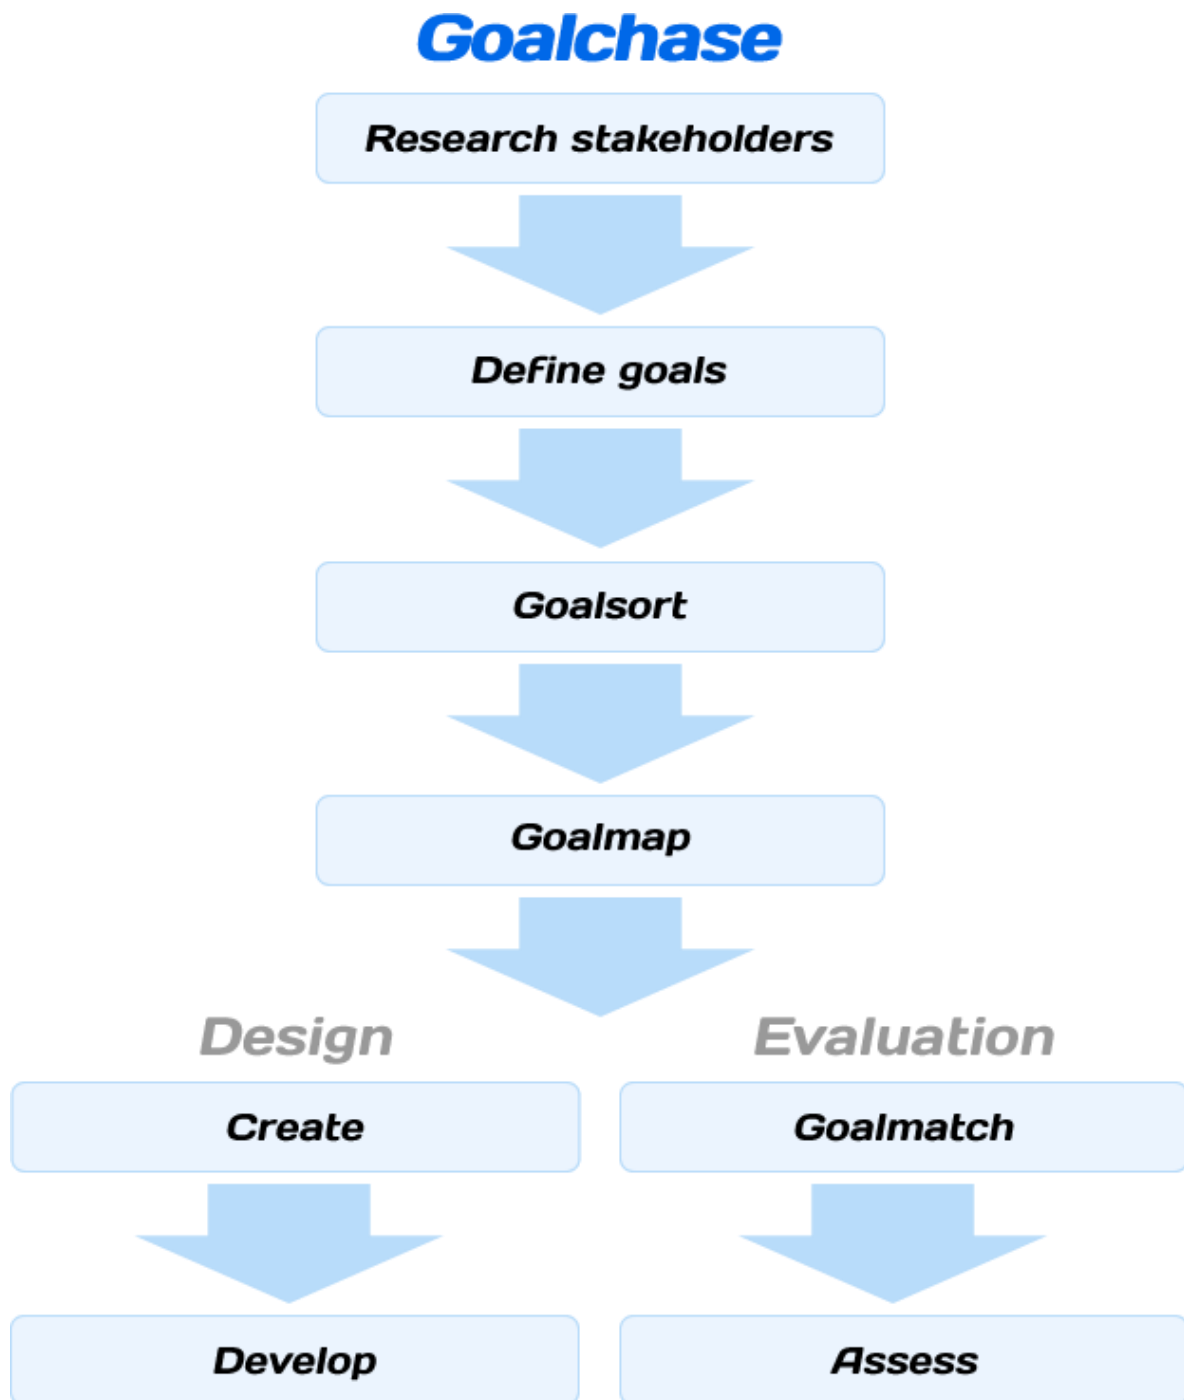 Goalchase
Research stakeholders
Define goals
Goalsort
Goalmap
Design
Evaluation
Create
Goalmatch
Develop
Assess